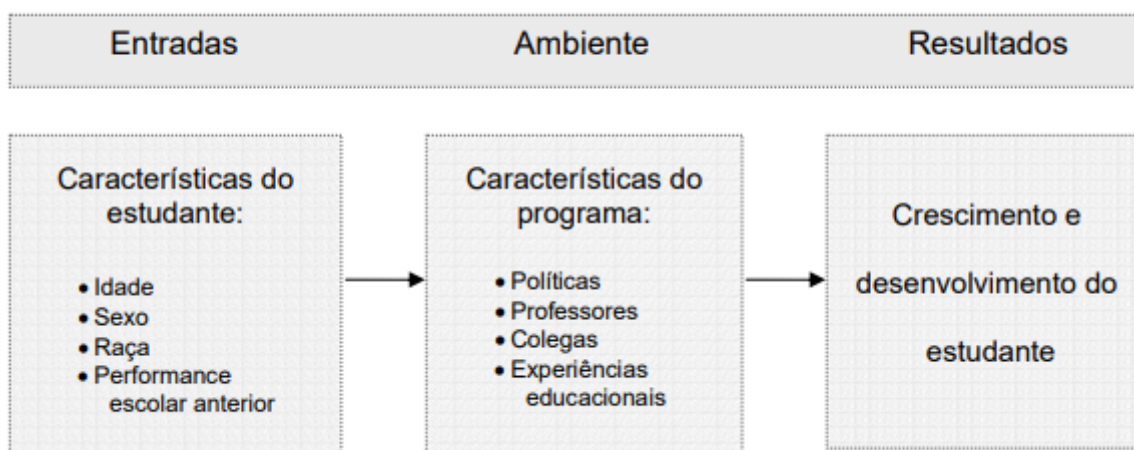 Entradas
Ambiente
Resultados
Características do
estudante:
• Idade
• Sexo
• Raça
• Performance
escolar anterior
Características do
programa:
• Políticas
• Professores
• Colegas
• Experiências
educacionais
Crescimento e
desenvolvimento do
estudante